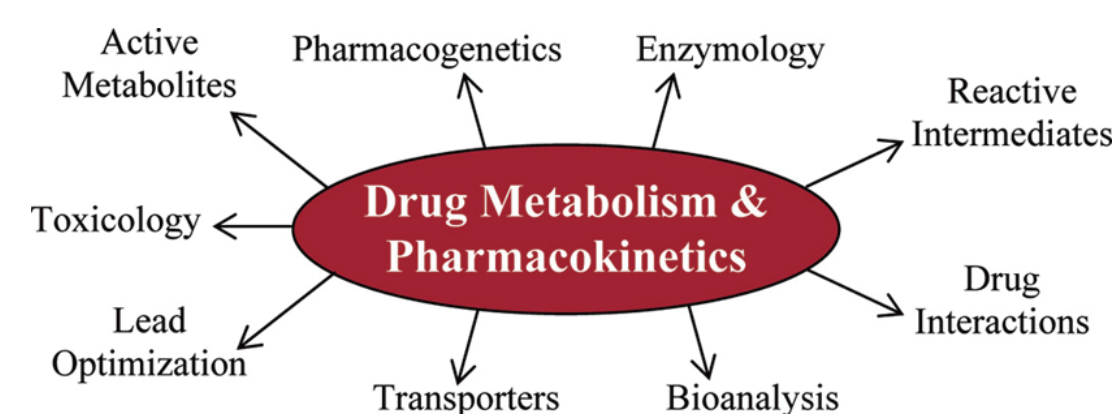 Active
Metabolites
Pharmacogenetics
Enzymology
Reactive
Intermediates
Drug Metabolism &
Pharmacokinetics
Toxicology
Lead
Optimization
Drug
Interactions
Transporters
Bioanalysis